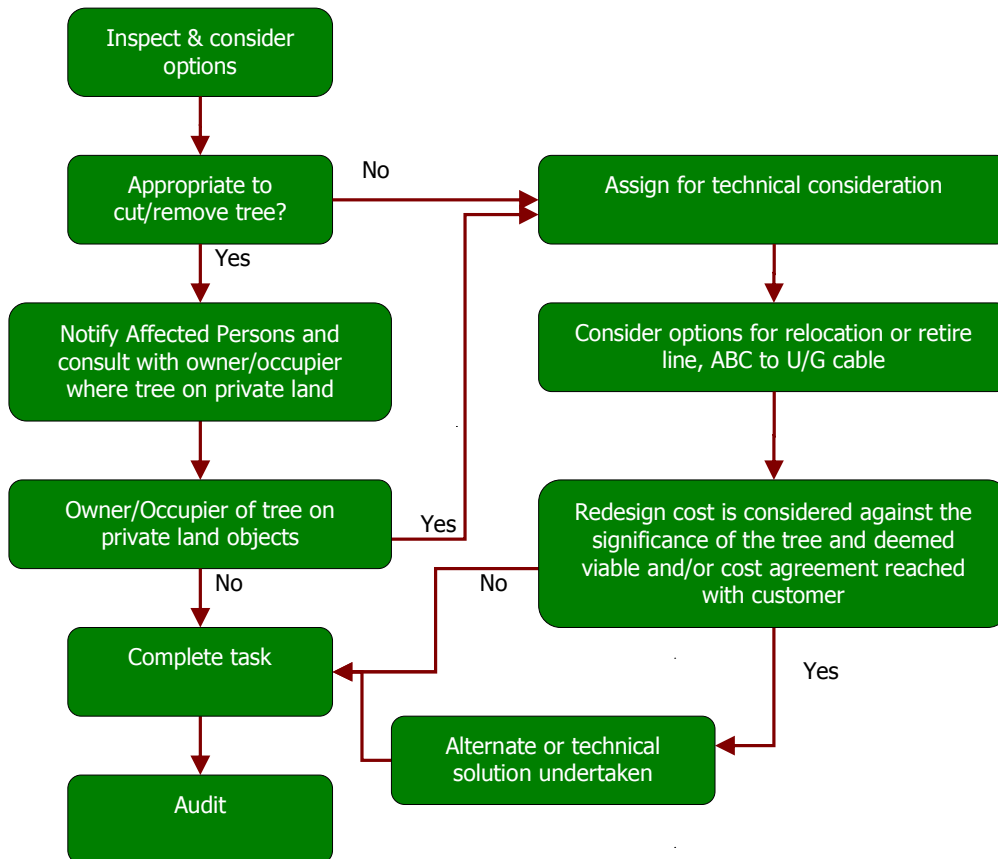 Inspect & consider
options
No
Appropriate to
cut/remove tree?
Assign for technical consideration
Yes
Notify Affected Persons and
consult with owner/occupier
where tree on private land
Consider options for relocation or retire
line, ABC to U/G cable
Owner/Occupier of tree on
private land objects
Yes
Redesign cost is considered against the
significance of the tree and deemed
viable and/or cost agreement reached
with customer
No
No
Complete task
Yes
Alternate or technical
solution undertaken
Audit